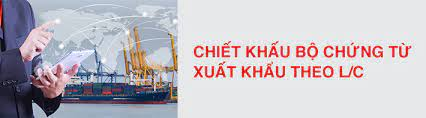 CHIẾT KHẤU BỘ CHỨNG TỪ
XUẤT KHẨU THEO L/C